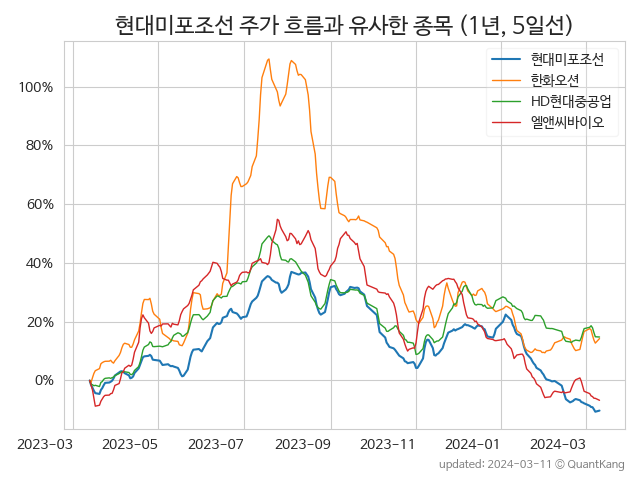 현대미포조선 주가 흐름과 유사한 종목 (1년, 5일선)
현대미포조선
한화오션
HD현대중공업
엘앤씨바이오
100%
80%
60%
40%
20%
0%
2023-03
2023-05
2023-07
2023-09
2023-11
2024-01
2024-03
updated: 2024-03-11 © QuantKang